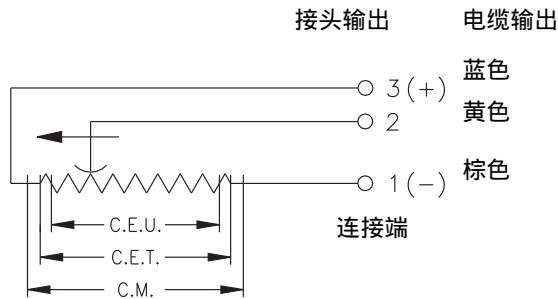 接头输出 电缆输出
3(+) 蓝色
2 黄色
1(−) 棕色
连接端
C.E.U.
C.E.T.
C.M.